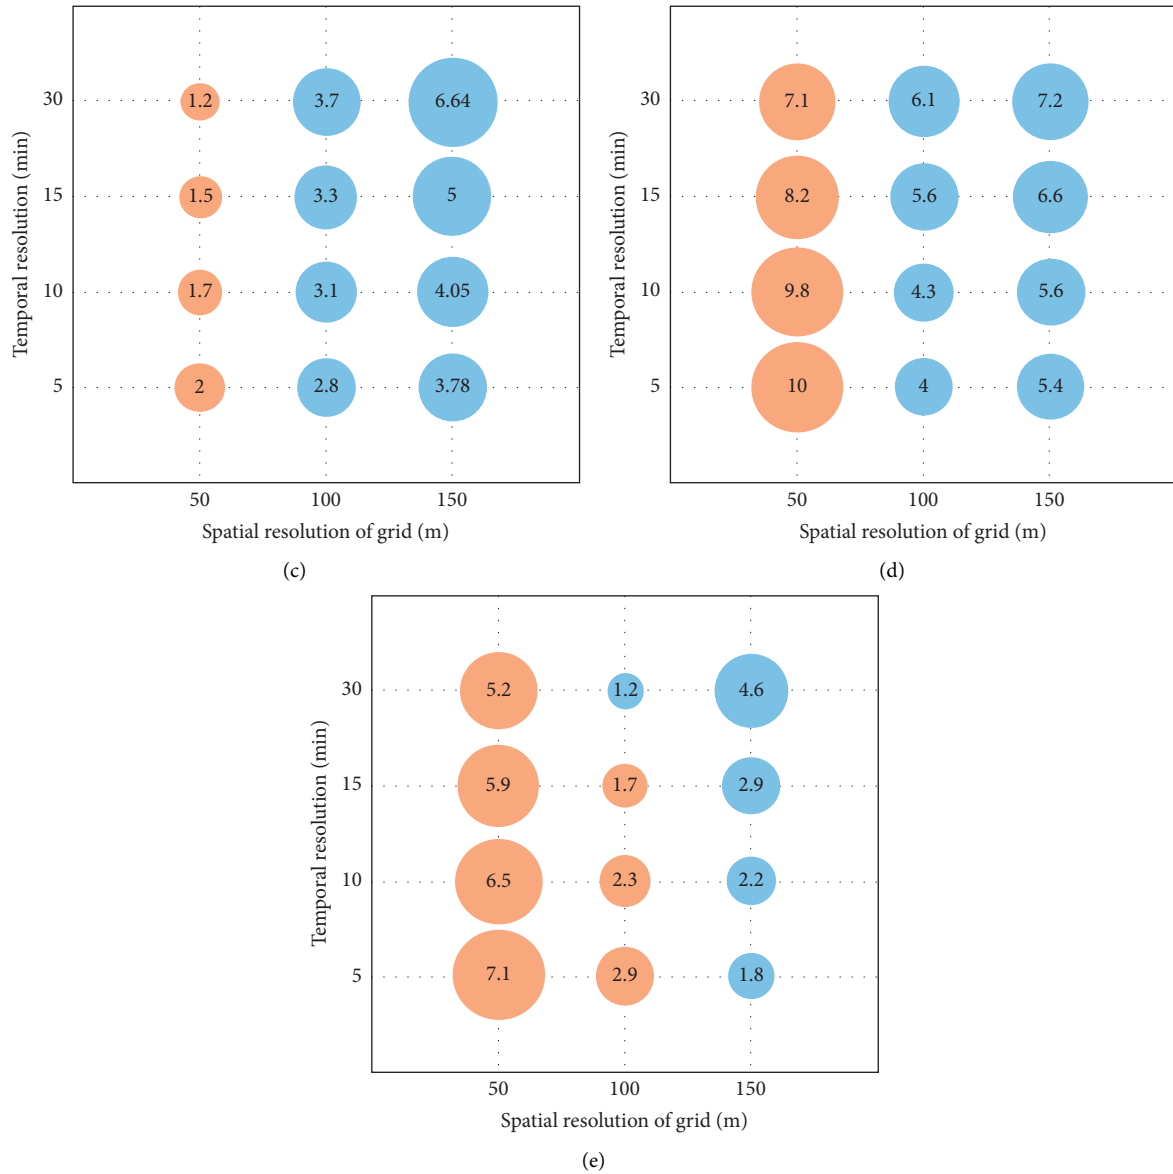 30 1.2 3.7 6.64
15 1.5 3.3 5
10 1.7 3.1 4.05
5 2 2.8 3.78
50 100 150
Temporal resolution (min)
Spatial resolution of grid (m)
(c)
30 7.1 6.1 7.2
15 8.2 5.6 6.6
10 9.8 4.3 5.6
5 10 4 5.4
50 100 150
Temporal resolution (min)
Spatial resolution of grid (m)
(d)
30 5.2 1.2 4.6
15 5.9 1.7 2.9
10 6.5 2.3 2.2
5 7.1 2.9 1.8
50 100 150
Temporal resolution (min)
Spatial resolution of grid (m)
(e)